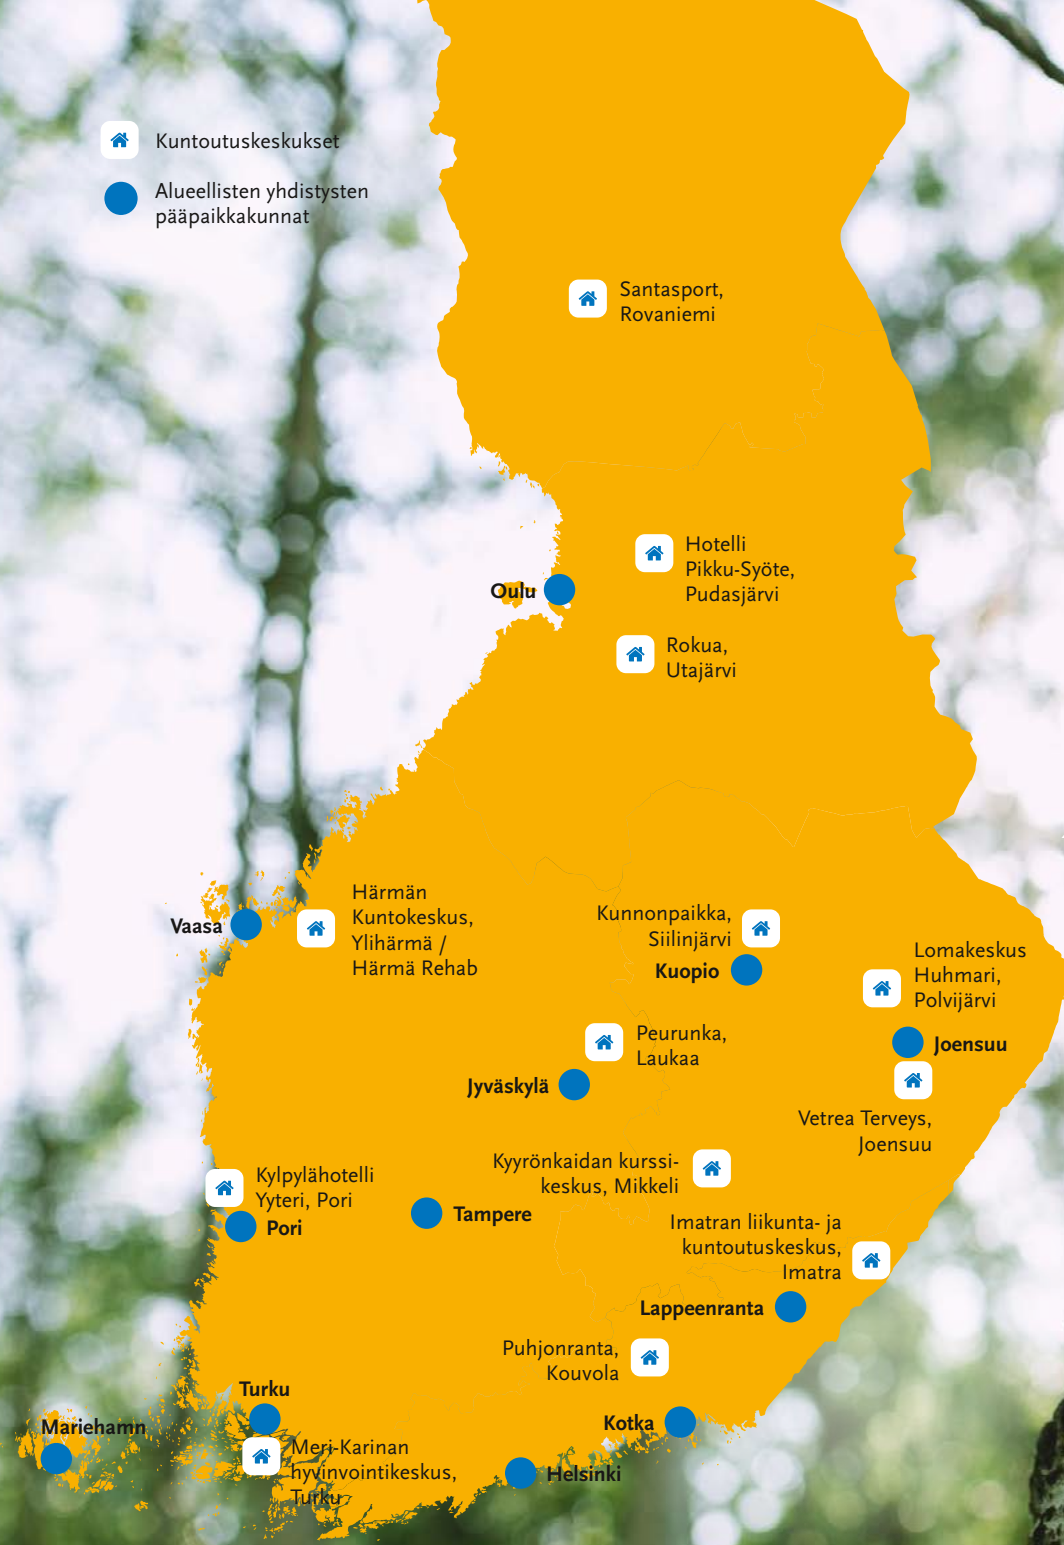 Kuntoutuskeskukset
Alueellisten yhdistysten
pääpaikkakunnat
Santasport,
Rovaniemi
Hotelli
Pikku-Syöte,
Pudasjärvi
Oulu
Rokua,
Utajärvi
Härmän
Kuntokeskus,
Ylihärmä /
Härmä Rehab
Vaasa
Kunnonpaikka,
Siilinjärvi
Kuopio
Lomakeskus
Huhmari,
Polvijärvi
Joensuu
Peurunka,
Laukaa
Jyväskylä
Vetrea Terveys,
Joensuu
Kyyrönkaidan kurssi-
keskus, Mikkeli
Kylpylähotelli
Yyteri, Pori
Pori
Tampere
Imatran liikunta- ja
kuntoutuskeskus,
Imatra
Lappeenranta
Puhjonranta,
Kouvola
Turku
Mariehamn
Kotka
Meri-Karinan
hyvinvointikeskus,
Turku
Helsinki